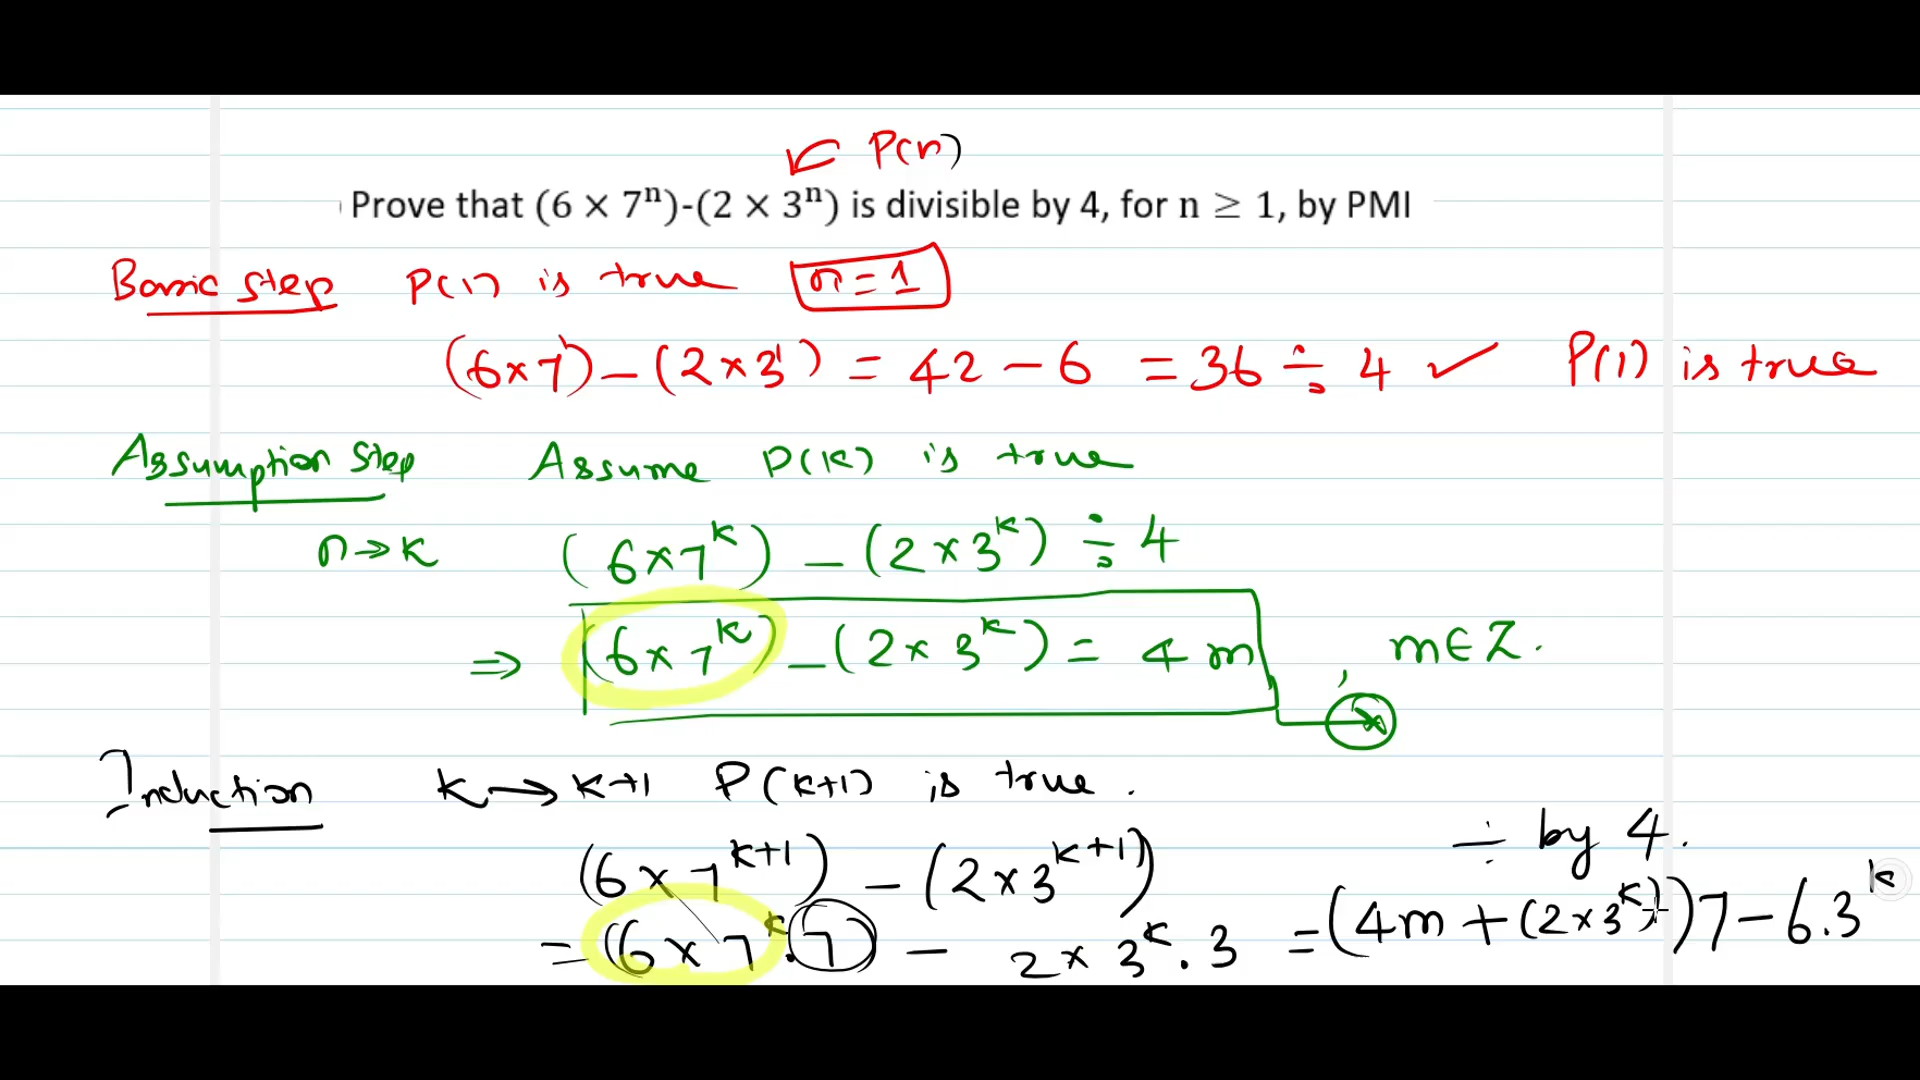 P(n)
Prove that (6 × 7ⁿ)-(2 × 3ⁿ) is divisible by 4, for n ≥ 1, by PMI
Basic Step P(1) is true n = 1
(6×7¹) – (2×3¹) = 42 – 6 = 36 ÷ 4 ✓ P(1) is true
Assumption Step Assume P(k) is true
n → k (6×7ᵏ) – (2×3ᵏ) ÷ 4
⇒ (6×7ᵏ) – (2×3ᵏ) = 4m, m ∈ Z.
*
Induction k → k+1 P(k+1) is true.
(6×7ᵏ⁺¹) – (2×3ᵏ⁺¹) ÷ by 4.
= (6×7ᵏ.7) – 2×3ᵏ.3 = (4m + (2×3ᵏ))7 – 6.3ᵏ